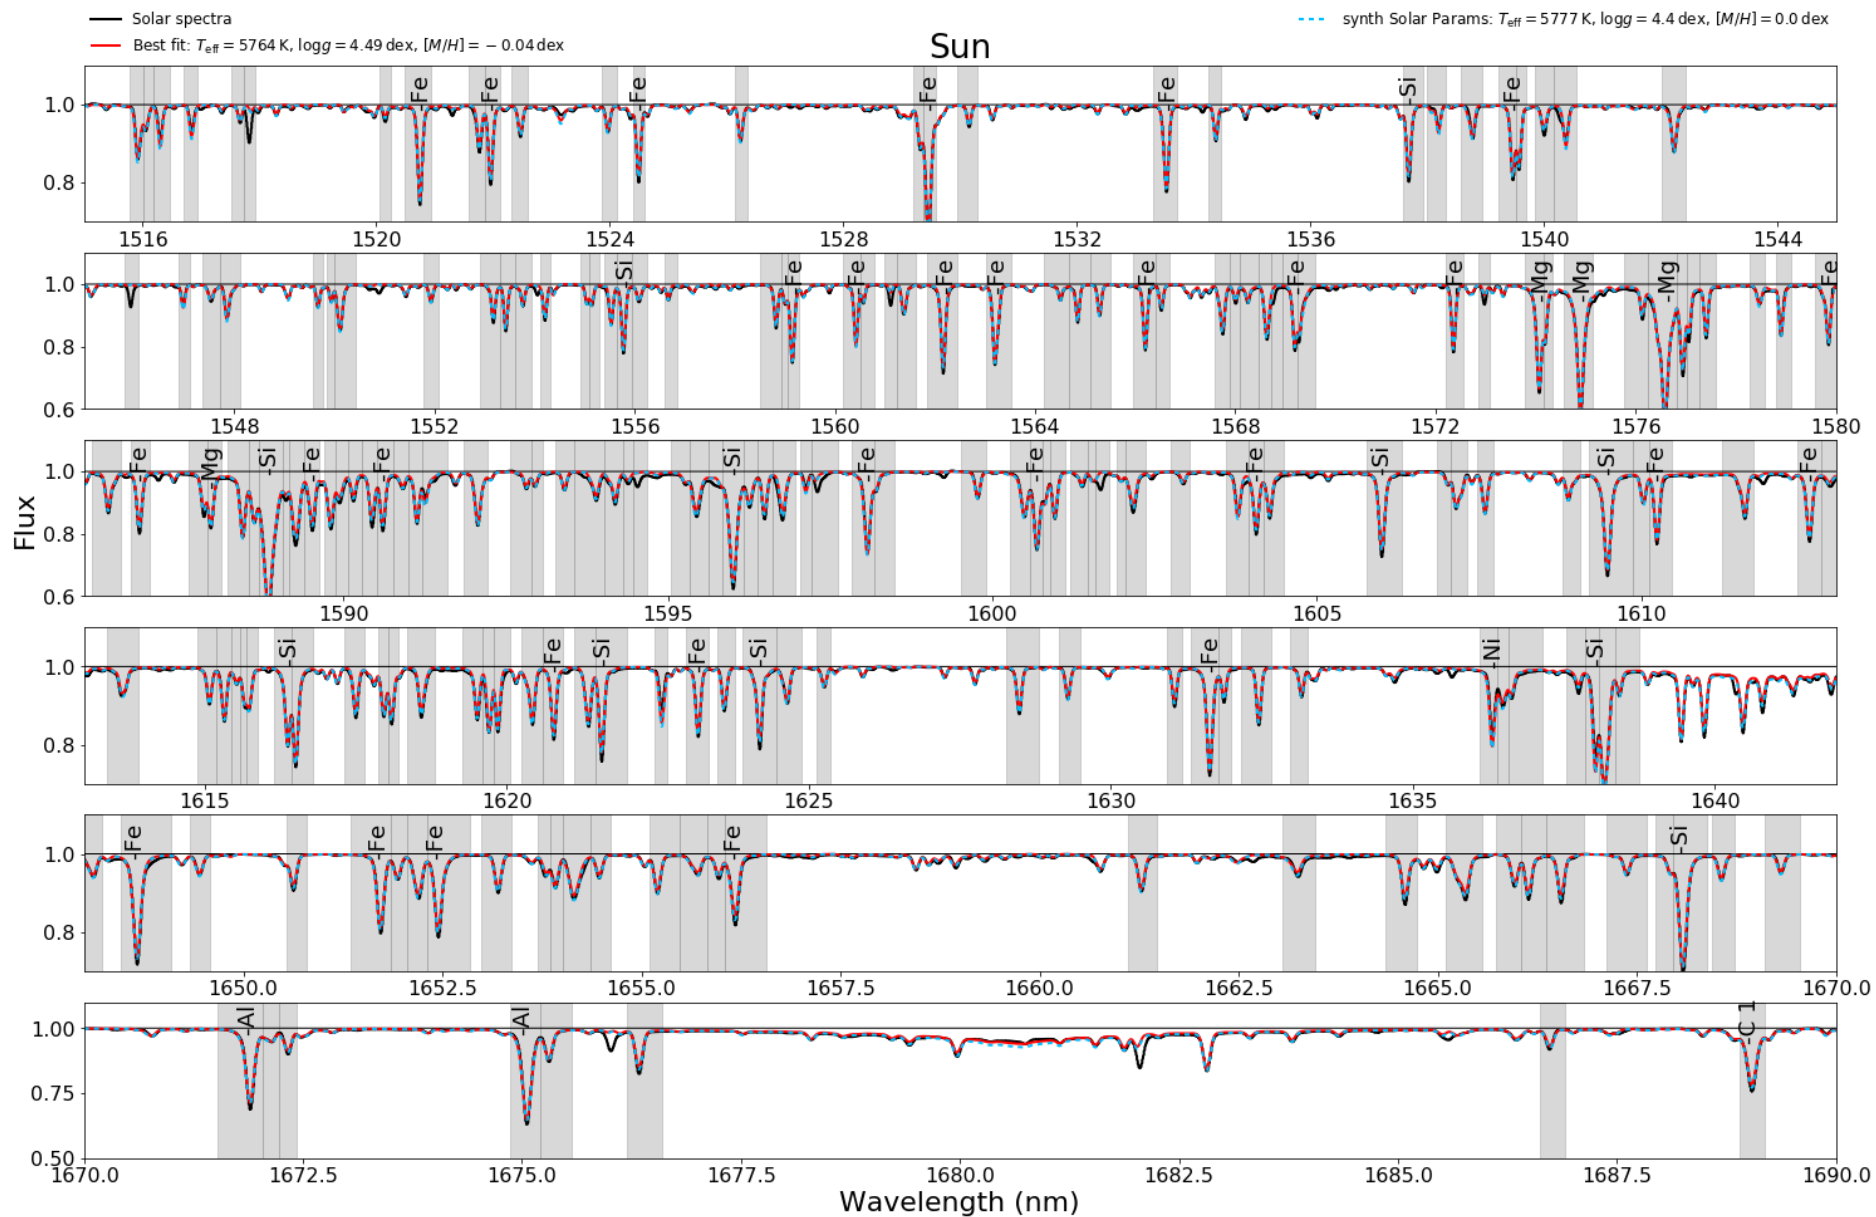 Solar spectra
Best fit: Teff = 5764 K, logg = 4.49 dex, [M/H] = − 0.04 dex
synth Solar Params: Teff = 5777 K, logg = 4.4 dex, [M/H] = 0.0 dex
Sun
Fe Fe Fe Fe Fe Si Fe
1.0
0.8
1516 1520 1524 1528 1532 1536 1540 1544
Si Fe Fe Fe Fe Fe Fe Fe Mg Mg Mg Fe
1.0
0.8
0.6
1548 1552 1556 1560 1564 1568 1572 1576 1580
Fe Mg Si Fe Fe Si Fe Fe Fe Si Si Fe Fe
1.0
0.8
0.6
1590 1595 1600 1605 1610
Flux
Si Fe Si Fe Si Fe Ni Si
1.0
0.8
1615 1620 1625 1630 1635 1640
Fe Fe Fe Fe Si
1.0
0.8
1650.0 1652.5 1655.0 1657.5 1660.0 1662.5 1665.0 1667.5 1670.0
Al Al C 1
1.00
0.75
0.50
1670.0 1672.5 1675.0 1677.5 1680.0 1682.5 1685.0 1687.5 1690.0
Wavelength (nm)